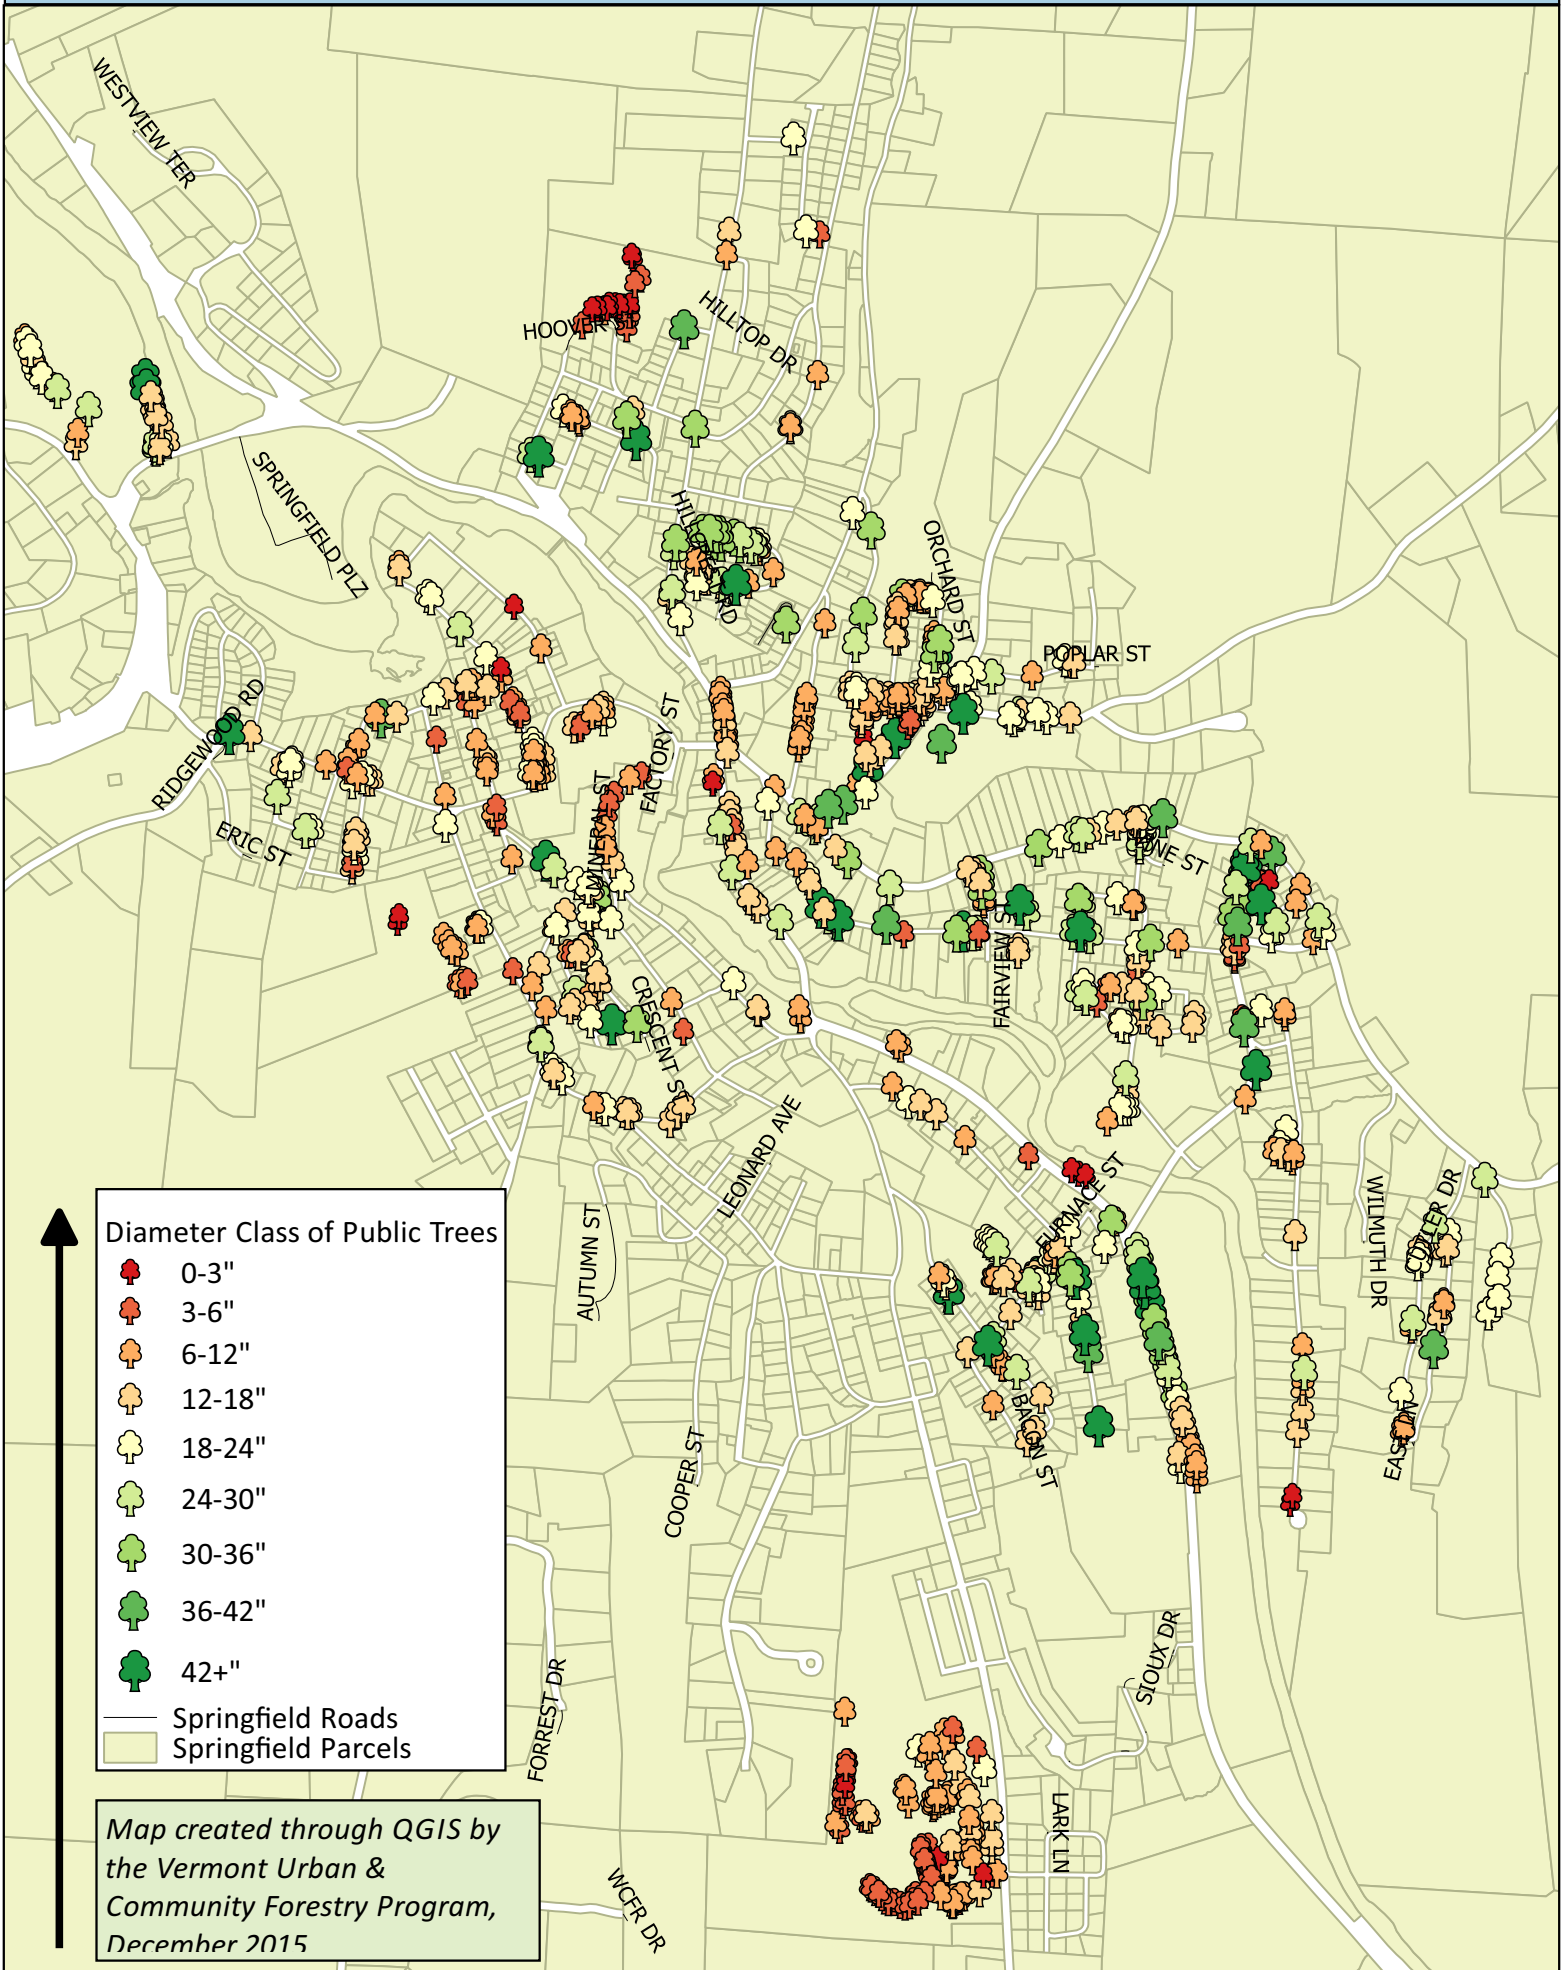 WESTVIEW TER
HOOVER ST
HILLTOP DR
SPRINGFIELD PLZ
ORCHARD ST
POPLAR ST
RIDGEWOOD RD
FACTORY ST
MINERAL ST
ERIC ST
FAIRVIEW ST
CRESCENT ST
LEONARD AVE
FURNACE ST
AUTUMN ST
WILMUTH DR
BACON ST
COOPER ST
SIOUX DR
FORREST DR
LARK LN
WCFR DR
Diameter Class of Public Trees
0-3"
3-6"
6-12"
12-18"
18-24"
24-30"
30-36"
36-42"
42+"
Springfield Roads
Springfield Parcels
Map created through QGIS by
the Vermont Urban &
Community Forestry Program,
December 2015